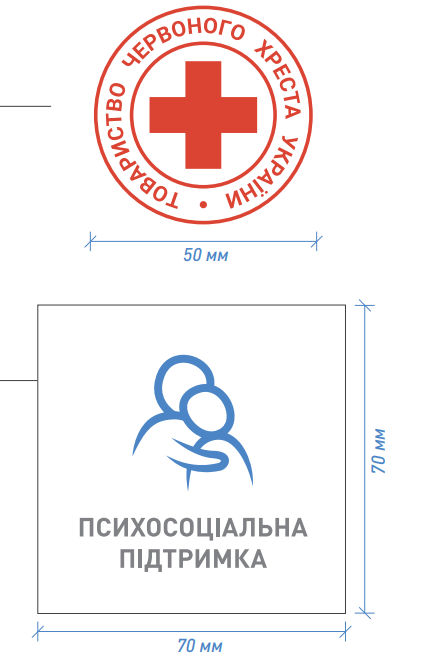 ТОВАРИСТВО ЧЕРВОНОГО ХРЕСТА УКРАЇНИ •
50 мм
70 мм
ПСИХОСОЦІАЛЬНА
ПІДТРИМКА
70 мм